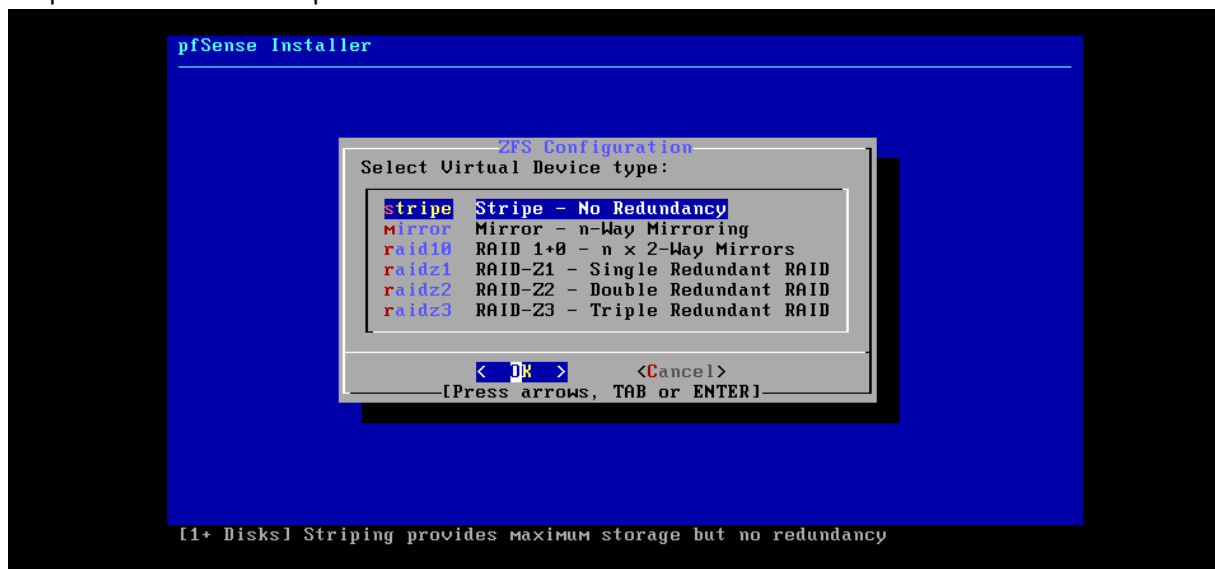 pfSense Installer
ZFS Configuration
Select Virtual Device type:
stripe Stripe - No Redundancy
mirror Mirror - n-Way Mirroring
raid10 RAID 1+0 - n x 2-Way Mirrors
raidz1 RAID-Z1 - Single Redundant RAID
raidz2 RAID-Z2 - Double Redundant RAID
raidz3 RAID-Z3 - Triple Redundant RAID
< OK > <Cancel>
[Press arrows, TAB or ENTER]
[1+ Disks] Striping provides maximum storage but no redundancy